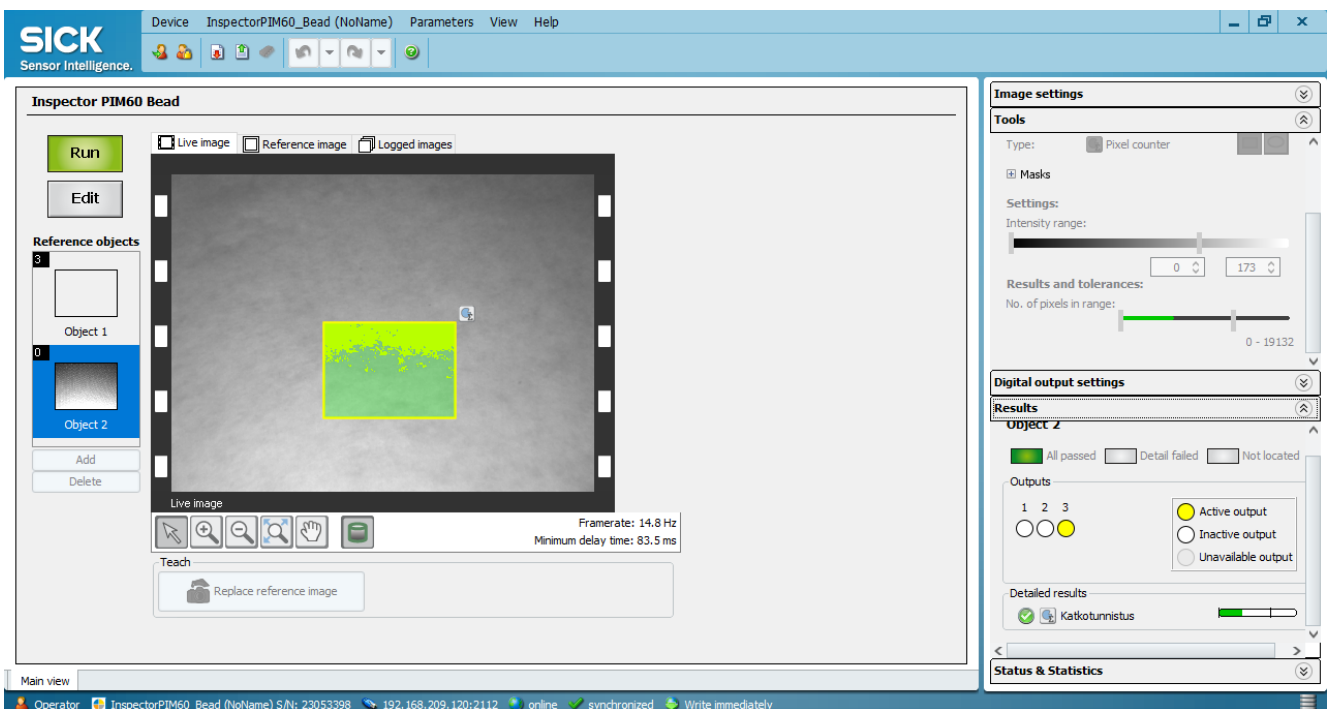 SICK
Sensor Intelligence.
Device InspectorPIM60_Bead (NoName) Parameters View Help
Inspector PIM60 Bead
Run
Edit
Reference objects
3
Object 1
0
Object 2
Add
Delete
Live image Reference image Logged images
Live image
Framerate: 14.8 Hz
Minimum delay time: 83.5 ms
Teach
Replace reference image
Main view
Image settings
Tools
Type: Pixel counter
Masks
Settings:
Intensity range:
0 173
Results and tolerances:
No. of pixels in range:
0 - 19132
Digital output settings
Results
Object 2
All passed Detail failed Not located
Outputs
1 2 3
Active output
Inactive output
Unavailable output
Detailed results
Katkotunnistus
Status & Statistics
Operator InspectorPIM60_Bead (NoName) S/N: 23053398 192.168.209.120:2112 online synchronized Write immediately